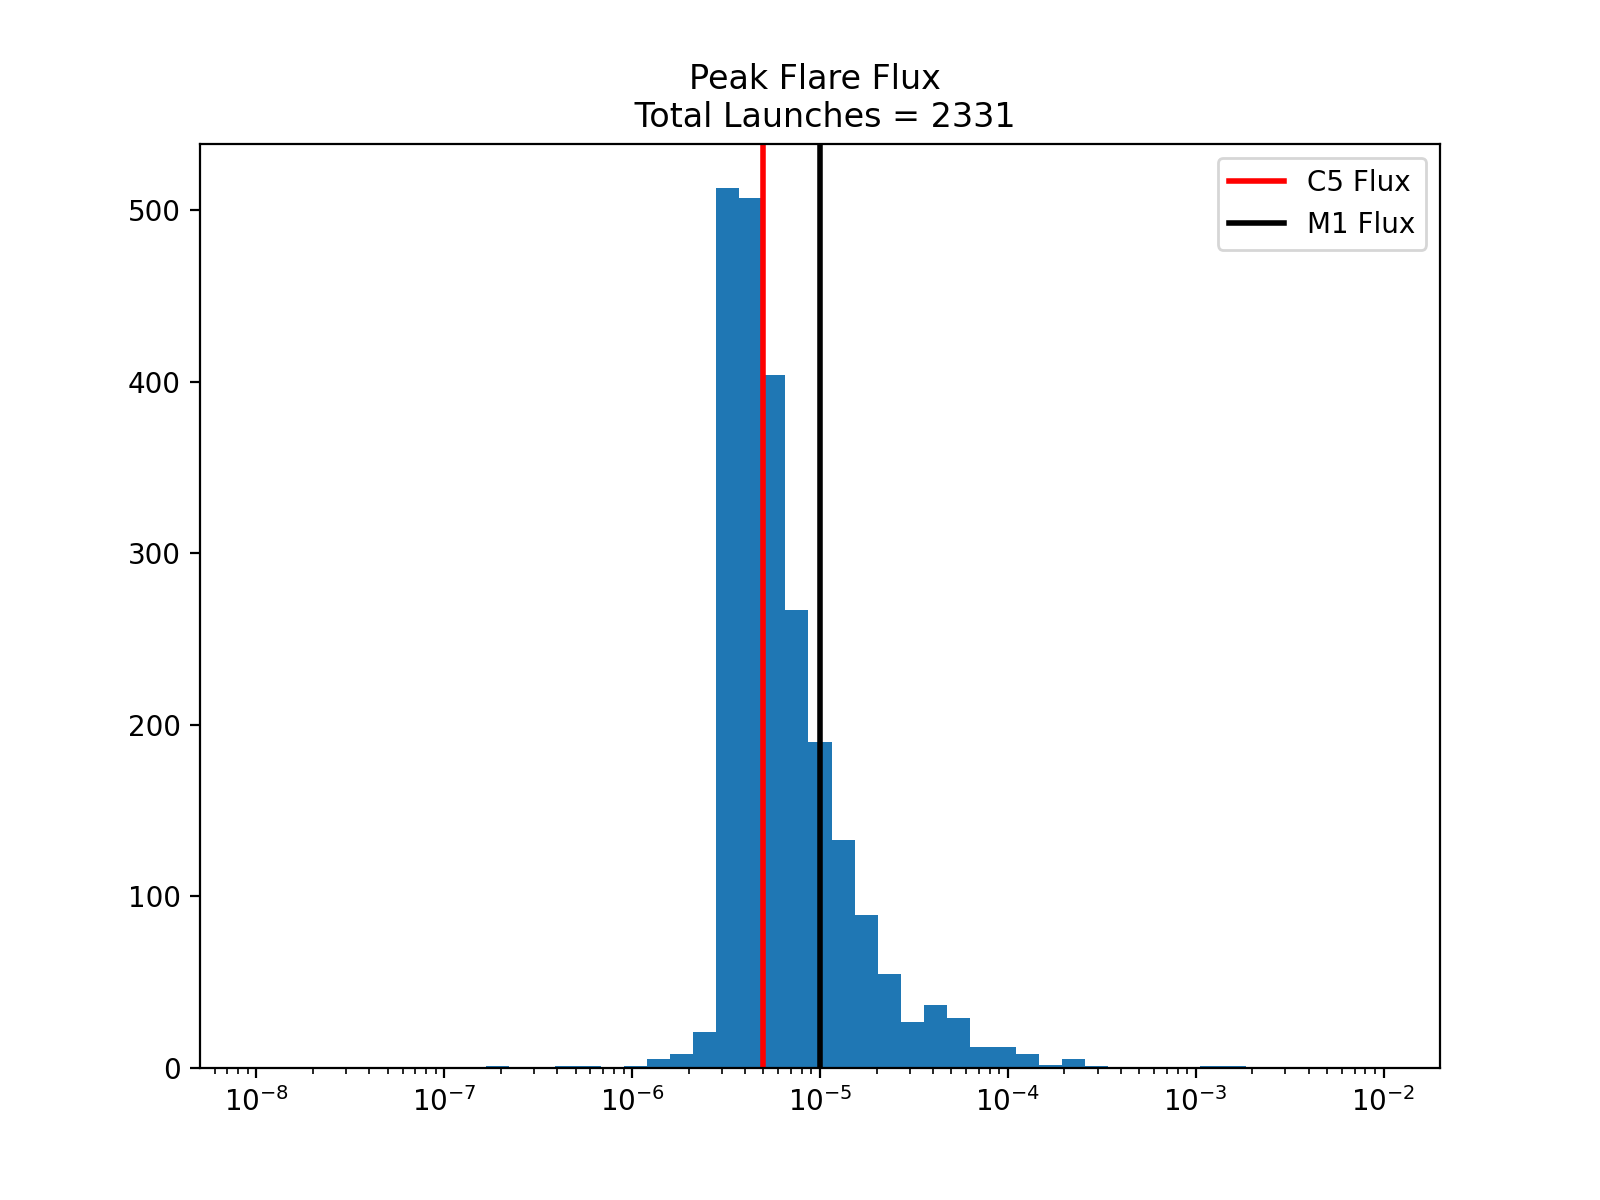 Peak Flare Flux
Total Launches = 2331
C5 Flux
M1 Flux
500
400
300
200
100
0
10⁻⁸ 10⁻⁷ 10⁻⁶ 10⁻⁵ 10⁻⁴ 10⁻³ 10⁻²